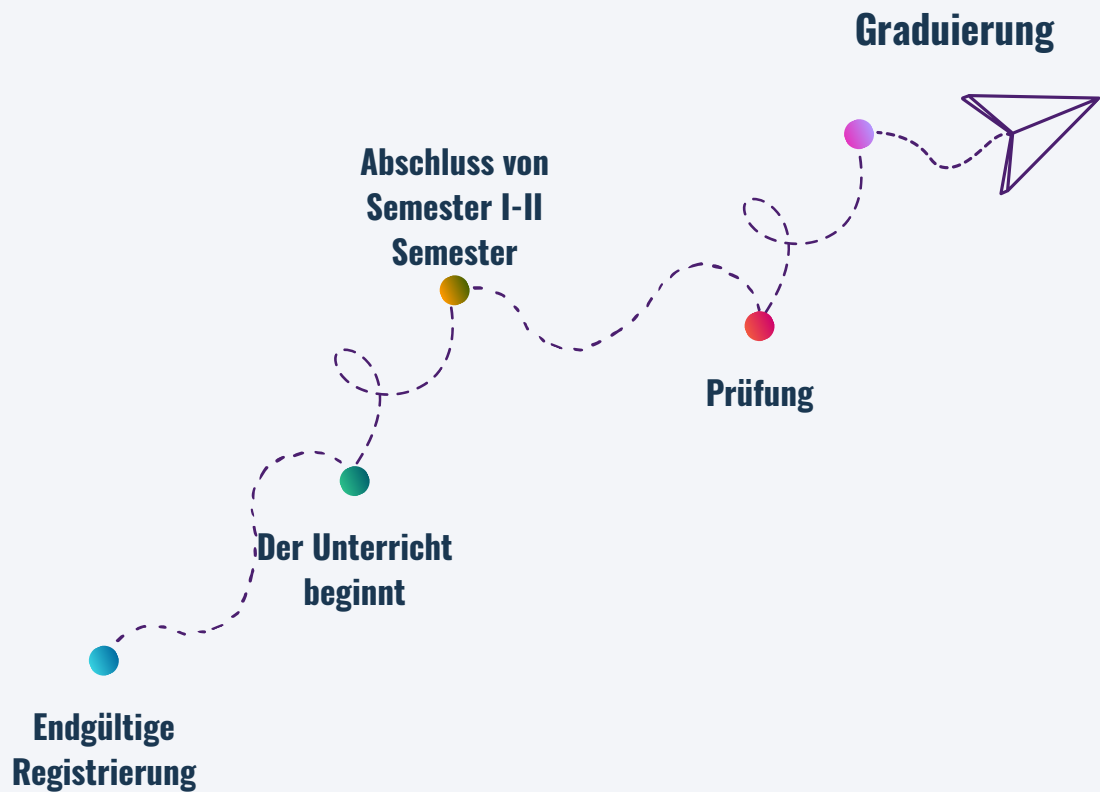 Graduierung
Abschluss von
Semester I-II
Semester
Prüfung
Der Unterricht
beginnt
Endgültige
Registrierung